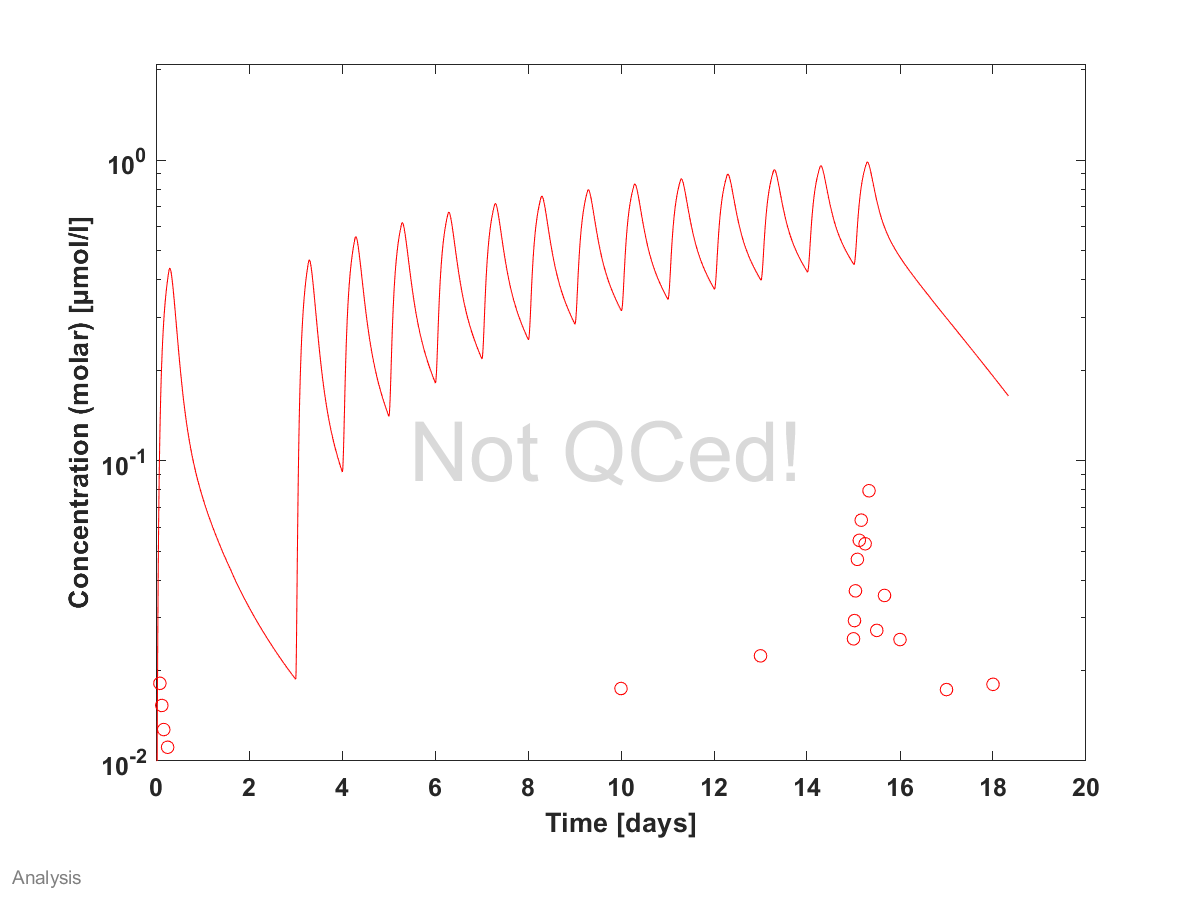 10^0
10^-1
10^-2
Concentration (molar) [µmol/l]
Not QCed!
0 2 4 6 8 10 12 14 16 18 20
Time [days]
Analysis